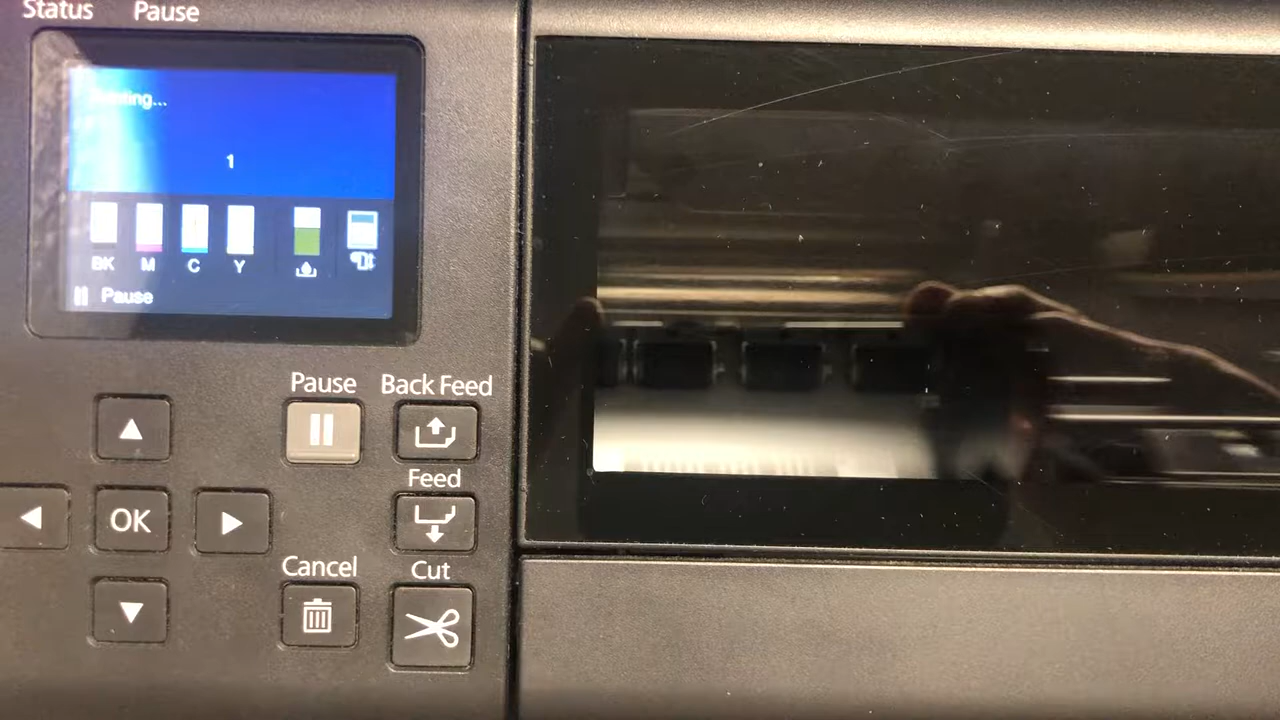 Status Pause
1
BK M C Y
Pause
Pause Back Feed
Feed
OK
Cancel Cut